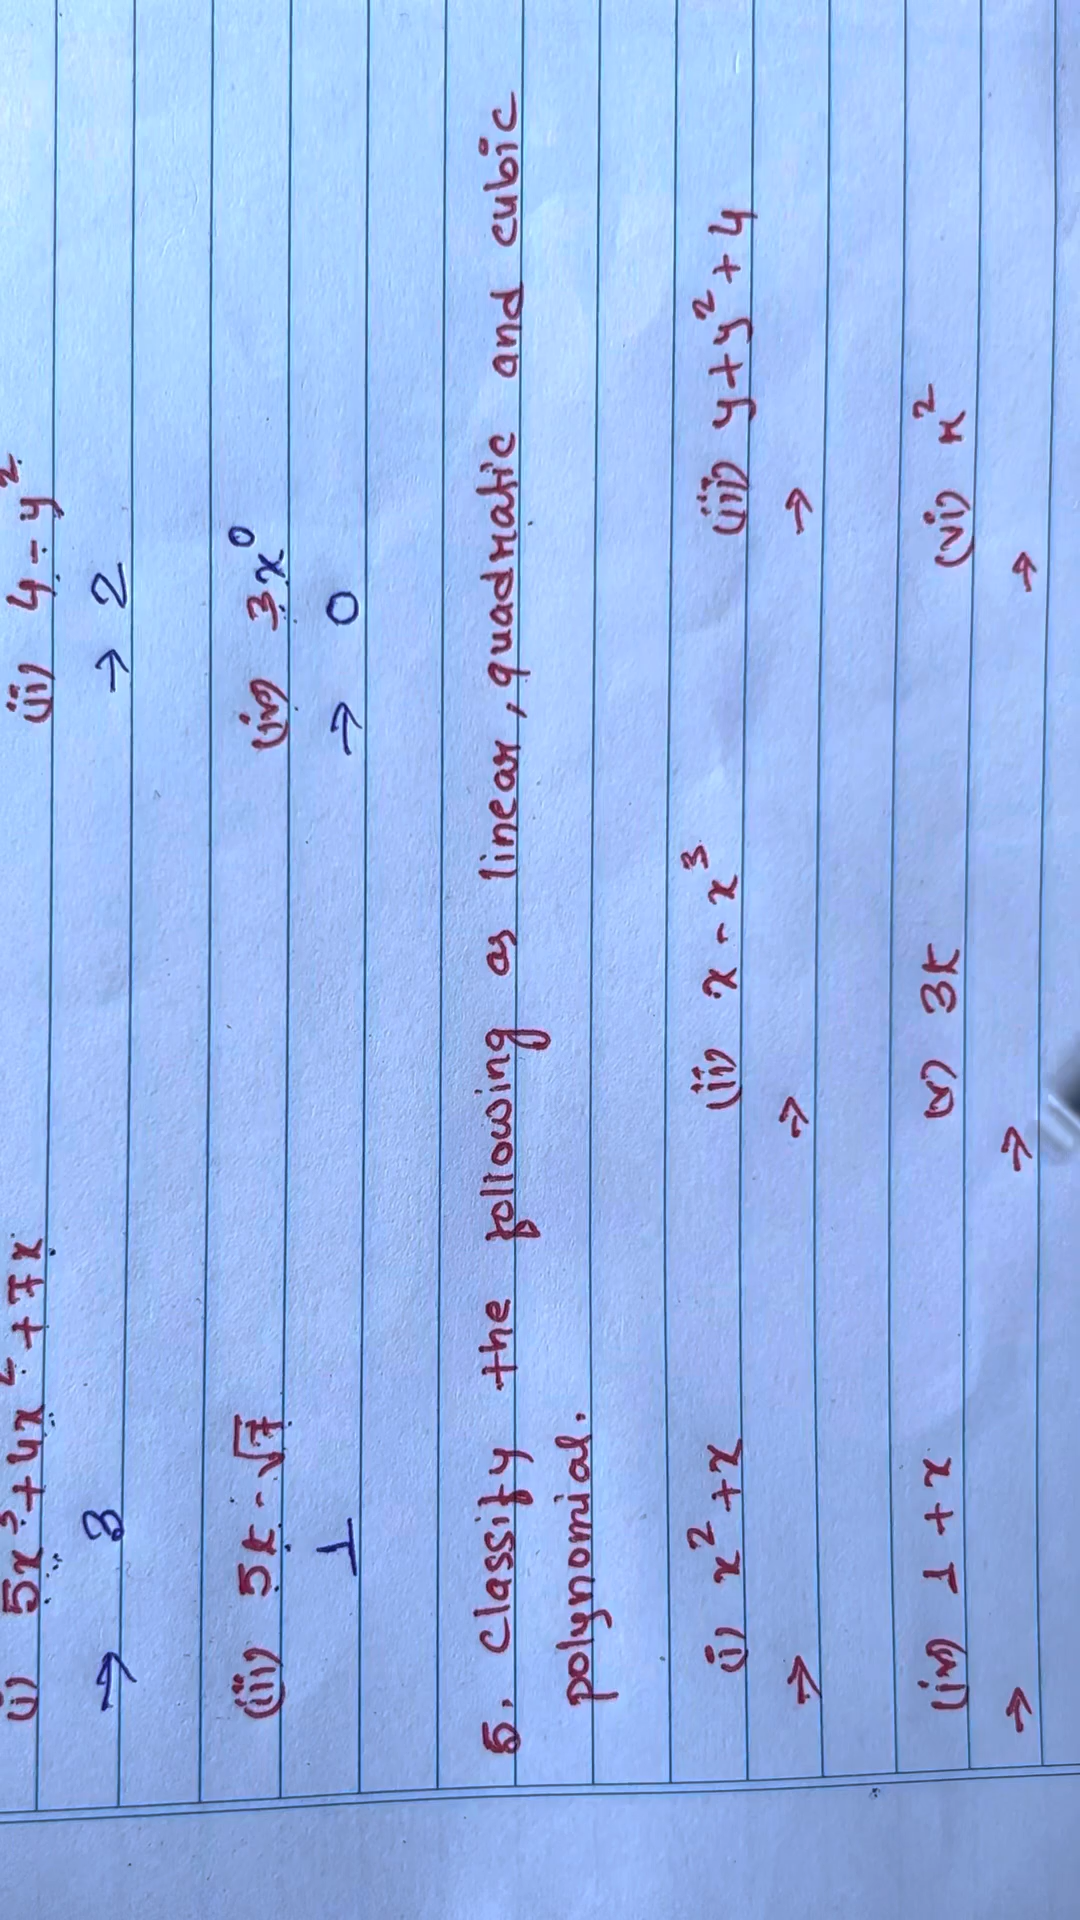 (i) 5x³ + 4x² + 7x (ii) 4 - y²
→ 3 → 2
(iii) 5t - √7 (iv) 3x⁰
1 → 0
5. Classify the following as linear, quadratic and cubic
polynomial.
(i) x² + x (ii) x - x³ (iii) y + y² + 4
→ → →
(iv) 1 + x (v) 3t (vi) r²
→ → →